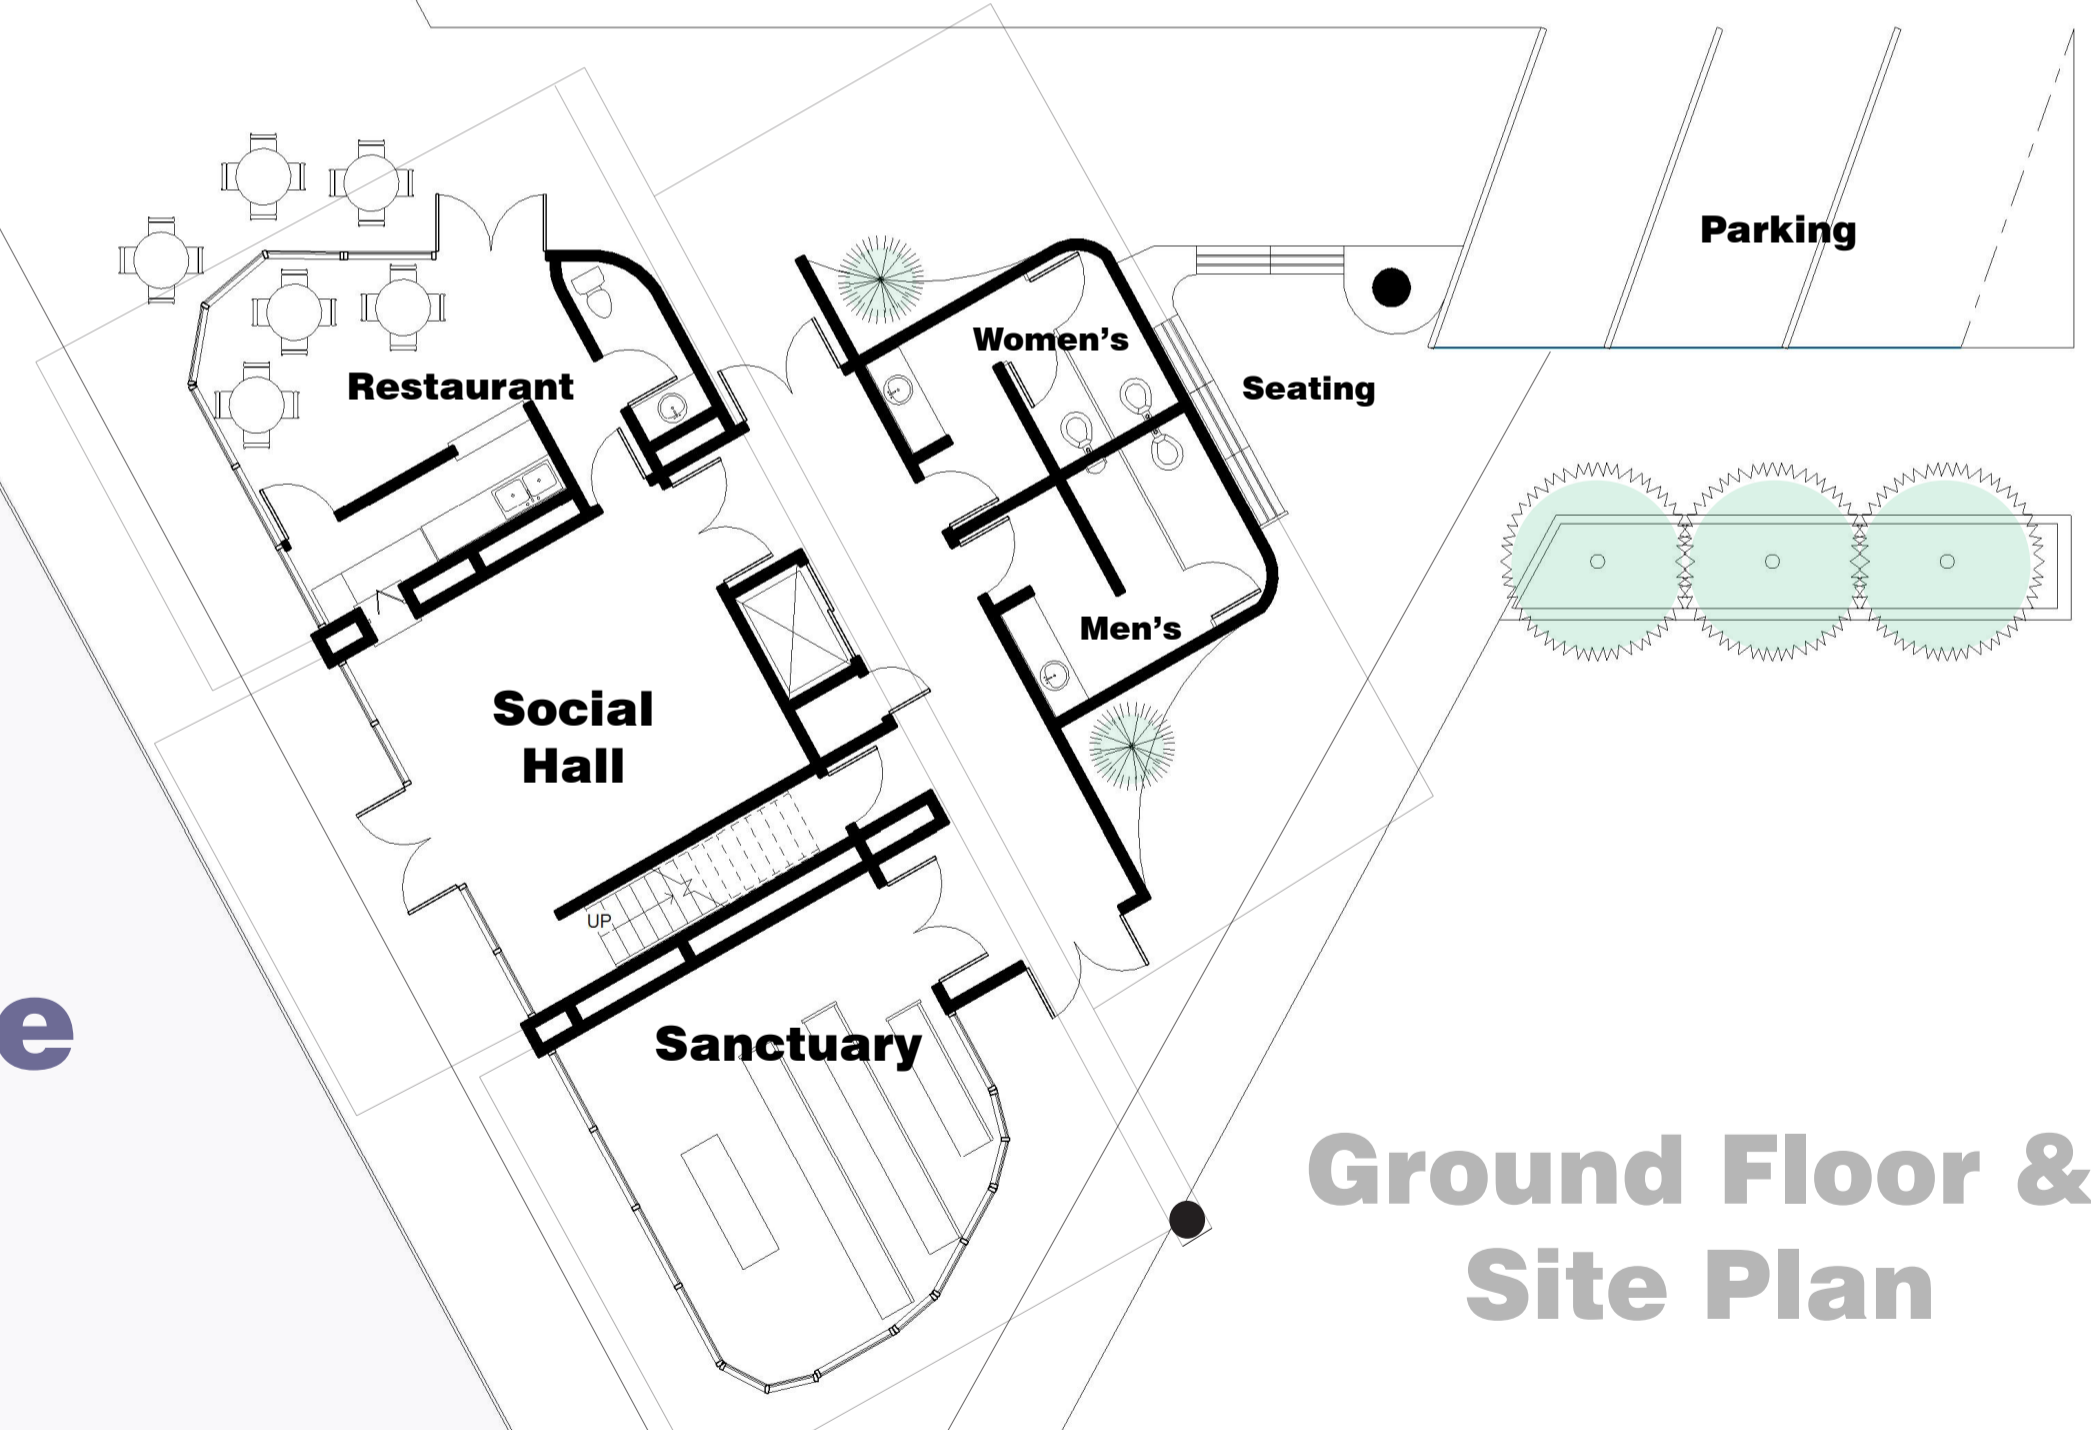 Parking
Women's
Restaurant
Seating
Men's
Social
Hall
UP
e
Sanctuary
Ground Floor &
Site Plan